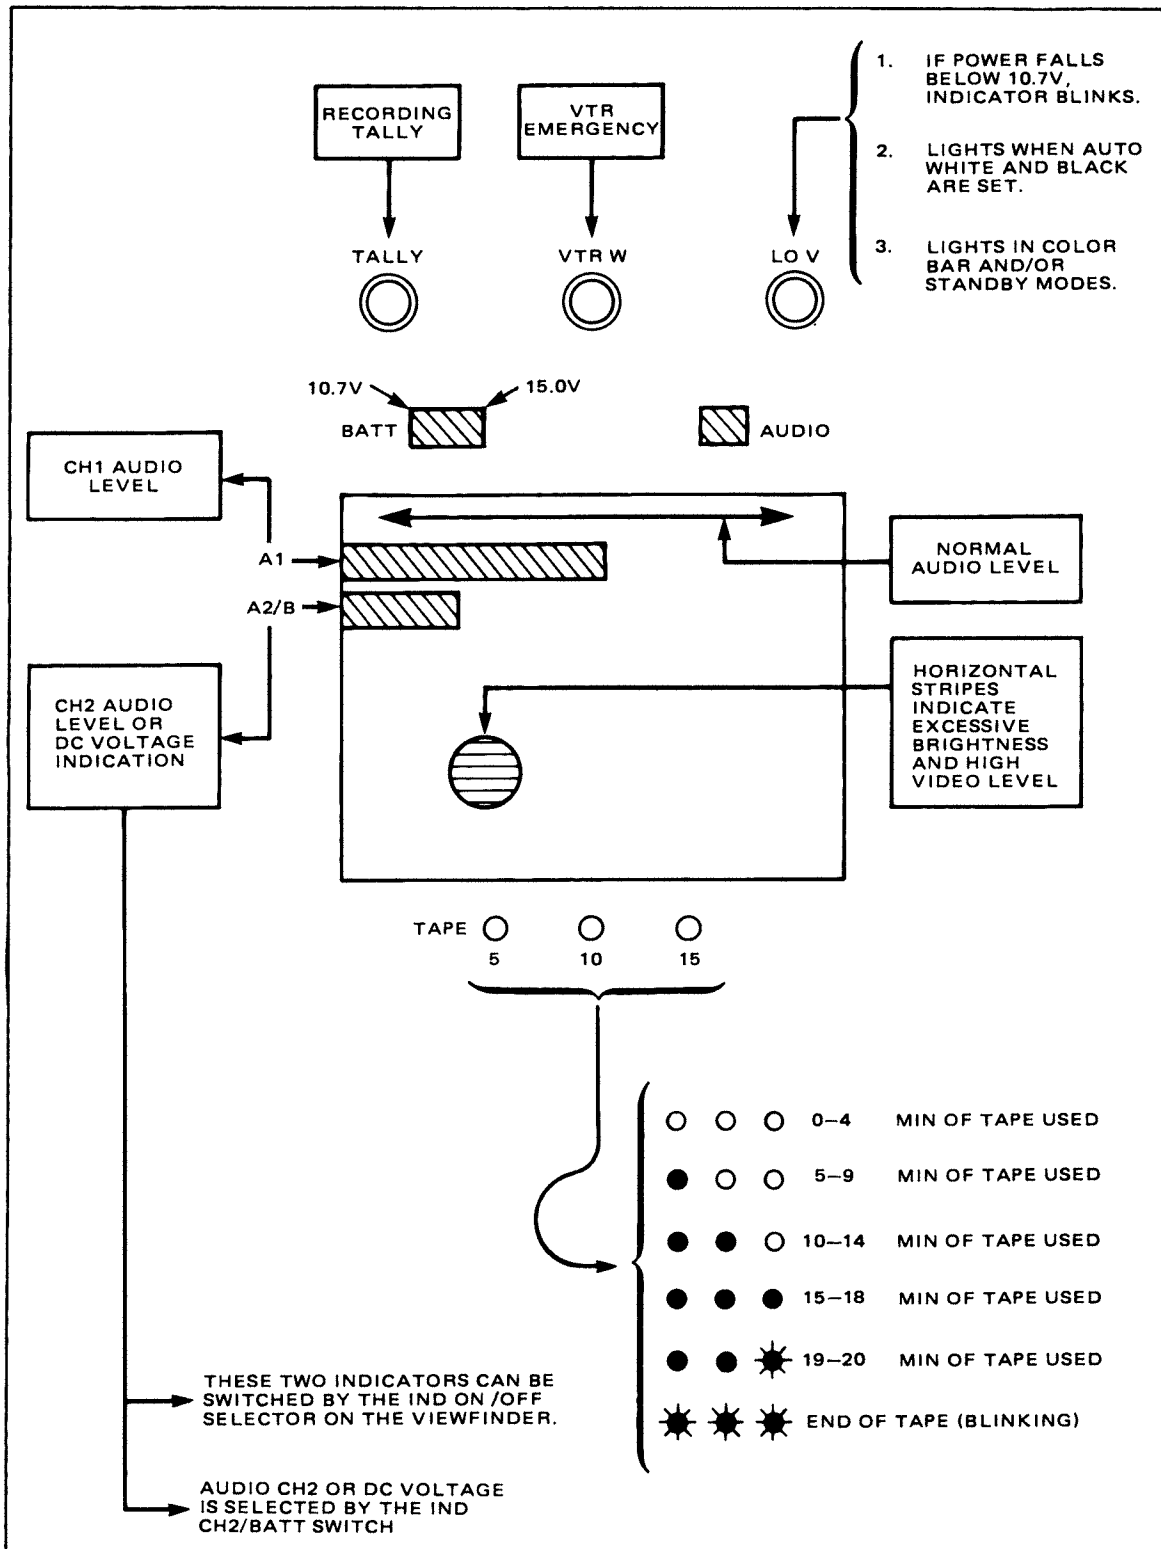 RECORDING
TALLY
VTR
EMERGENCY
1. IF POWER FALLS
BELOW 10.7V,
INDICATOR BLINKS.
2. LIGHTS WHEN AUTO
WHITE AND BLACK
ARE SET.
3. LIGHTS IN COLOR
BAR AND/OR
STANDBY MODES.
TALLY
VTR W
LO V
10.7V
15.0V
BATT
AUDIO
CH1 AUDIO
LEVEL
A1
A2/B
NORMAL
AUDIO LEVEL
CH2 AUDIO
LEVEL OR
DC VOLTAGE
INDICATION
HORIZONTAL
STRIPES
INDICATE
EXCESSIVE
BRIGHTNESS
AND HIGH
VIDEO LEVEL
TAPE
5 10 15
0–4 MIN OF TAPE USED
5–9 MIN OF TAPE USED
10–14 MIN OF TAPE USED
15–18 MIN OF TAPE USED
19–20 MIN OF TAPE USED
END OF TAPE (BLINKING)
THESE TWO INDICATORS CAN BE
SWITCHED BY THE IND ON /OFF
SELECTOR ON THE VIEWFINDER.
AUDIO CH2 OR DC VOLTAGE
IS SELECTED BY THE IND
CH2/BATT SWITCH